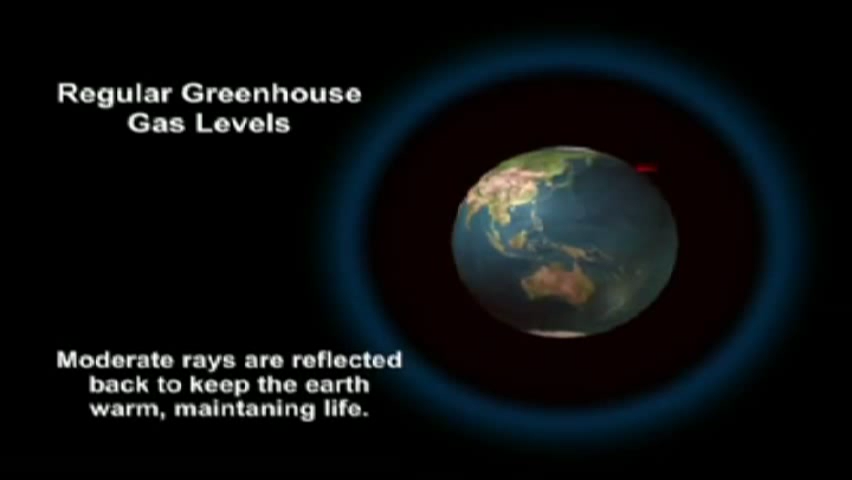 Regular Greenhouse
Gas Levels
Moderate rays are reflected
back to keep the earth
warm, maintaning life.